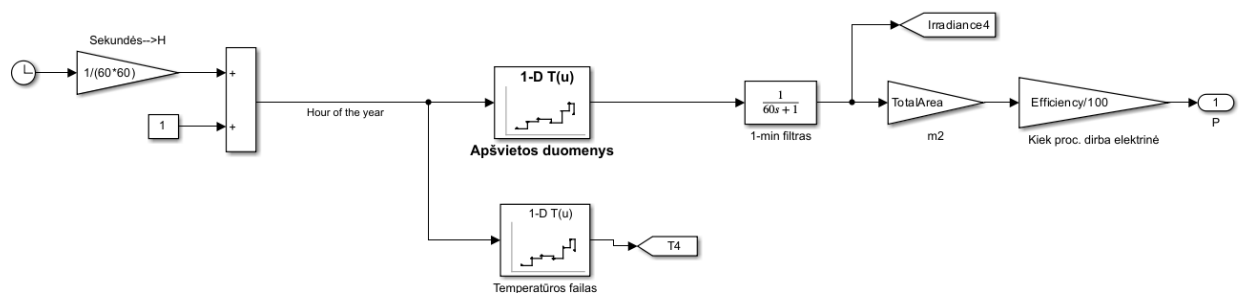 Sekundės-->H
1/(60*60)
+
1
+
Hour of the year
1-D T(u)
Apšvietos duomenys
1-D T(u)
Temperatūros failas
T4
1
60s + 1
1-min filtras
Irradiance4
TotalArea
m2
Efficiency/100
Kiek proc. dirba elektrinė
1
P